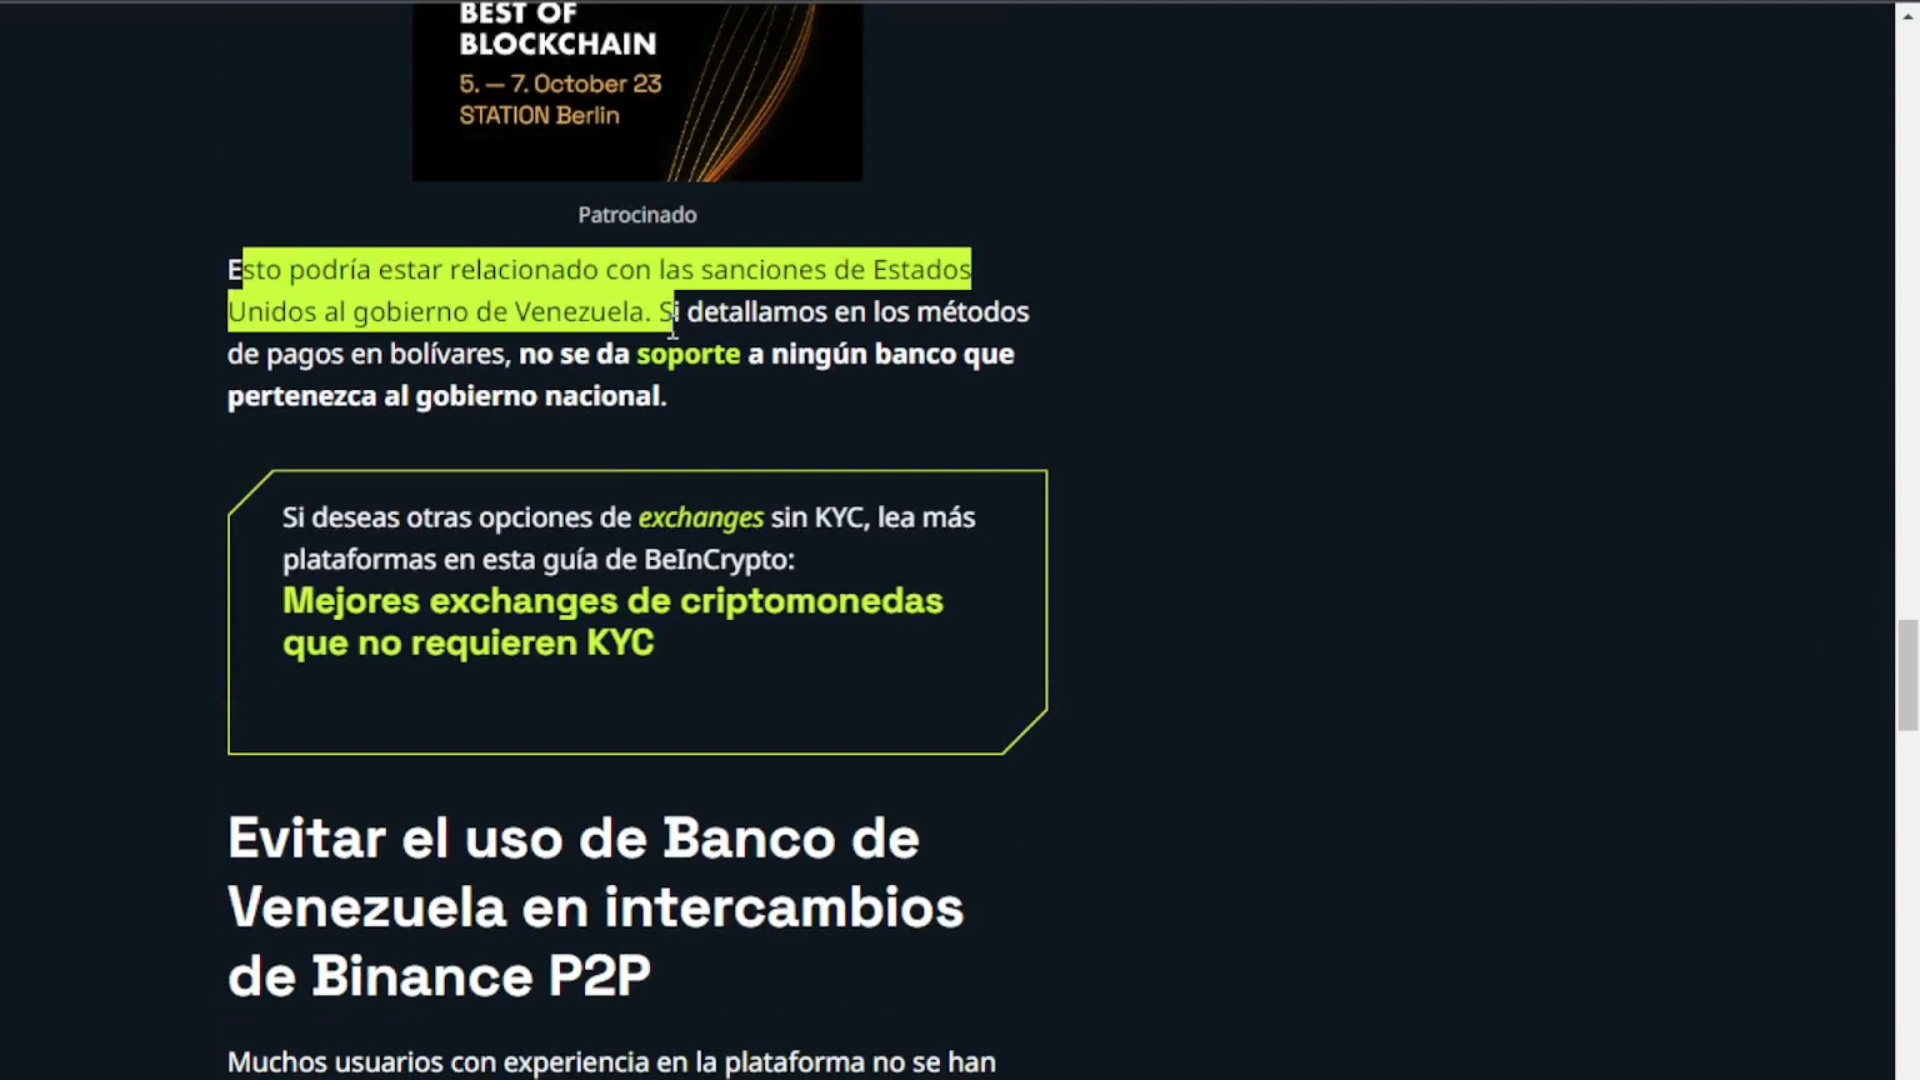 BEST OF
BLOCKCHAIN
5. — 7. October 23
STATION Berlin
Patrocinado
Esto podría estar relacionado con las sanciones de Estados
Unidos al gobierno de Venezuela. Si detallamos en los métodos
de pagos en bolívares, no se da soporte a ningún banco que
pertenezca al gobierno nacional.
Si deseas otras opciones de exchanges sin KYC, lea más
plataformas en esta guía de BeInCrypto:
Mejores exchanges de criptomonedas
que no requieren KYC
Evitar el uso de Banco de
Venezuela en intercambios
de Binance P2P
Muchos usuarios con experiencia en la plataforma no se han